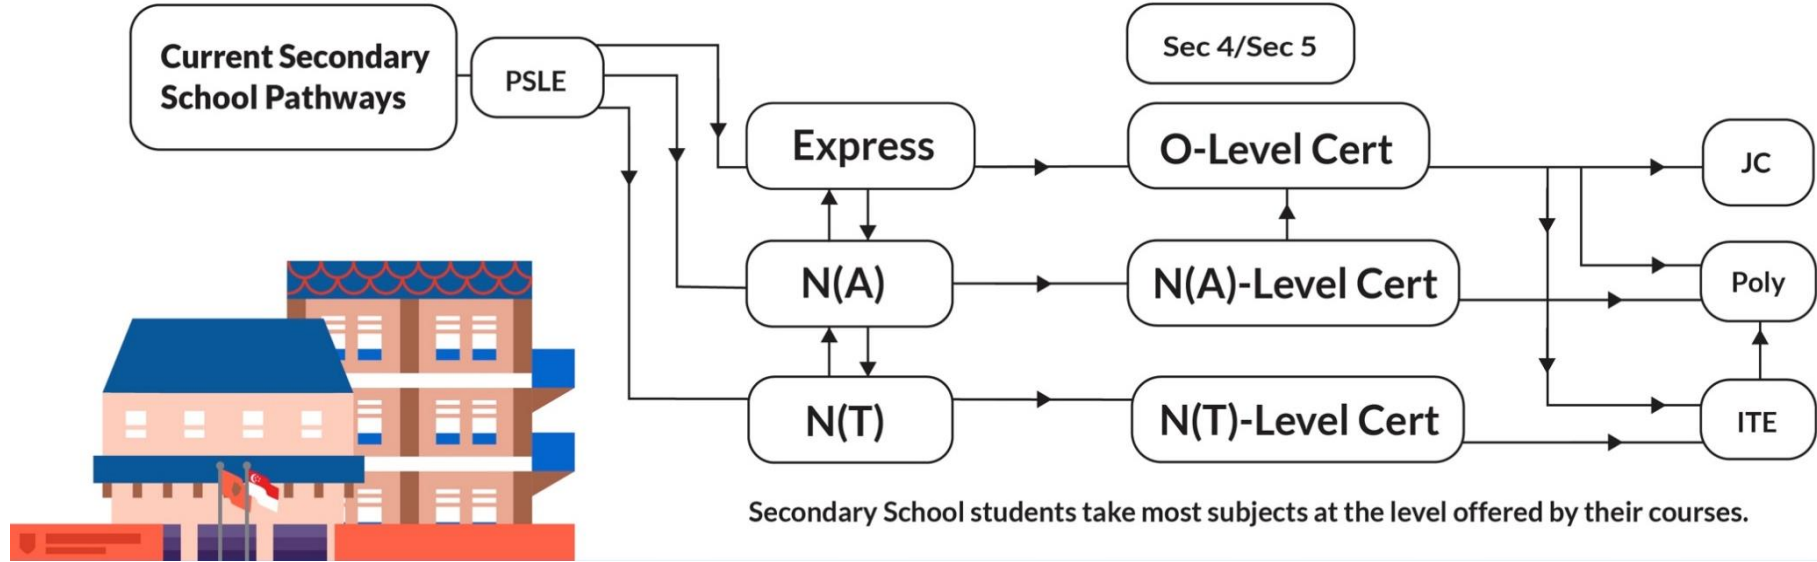 Current Secondary
School Pathways
PSLE
Sec 4/Sec 5
Express
O-Level Cert
JC
N(A)
N(A)-Level Cert
Poly
N(T)
N(T)-Level Cert
ITE
Secondary School students take most subjects at the level offered by their courses.